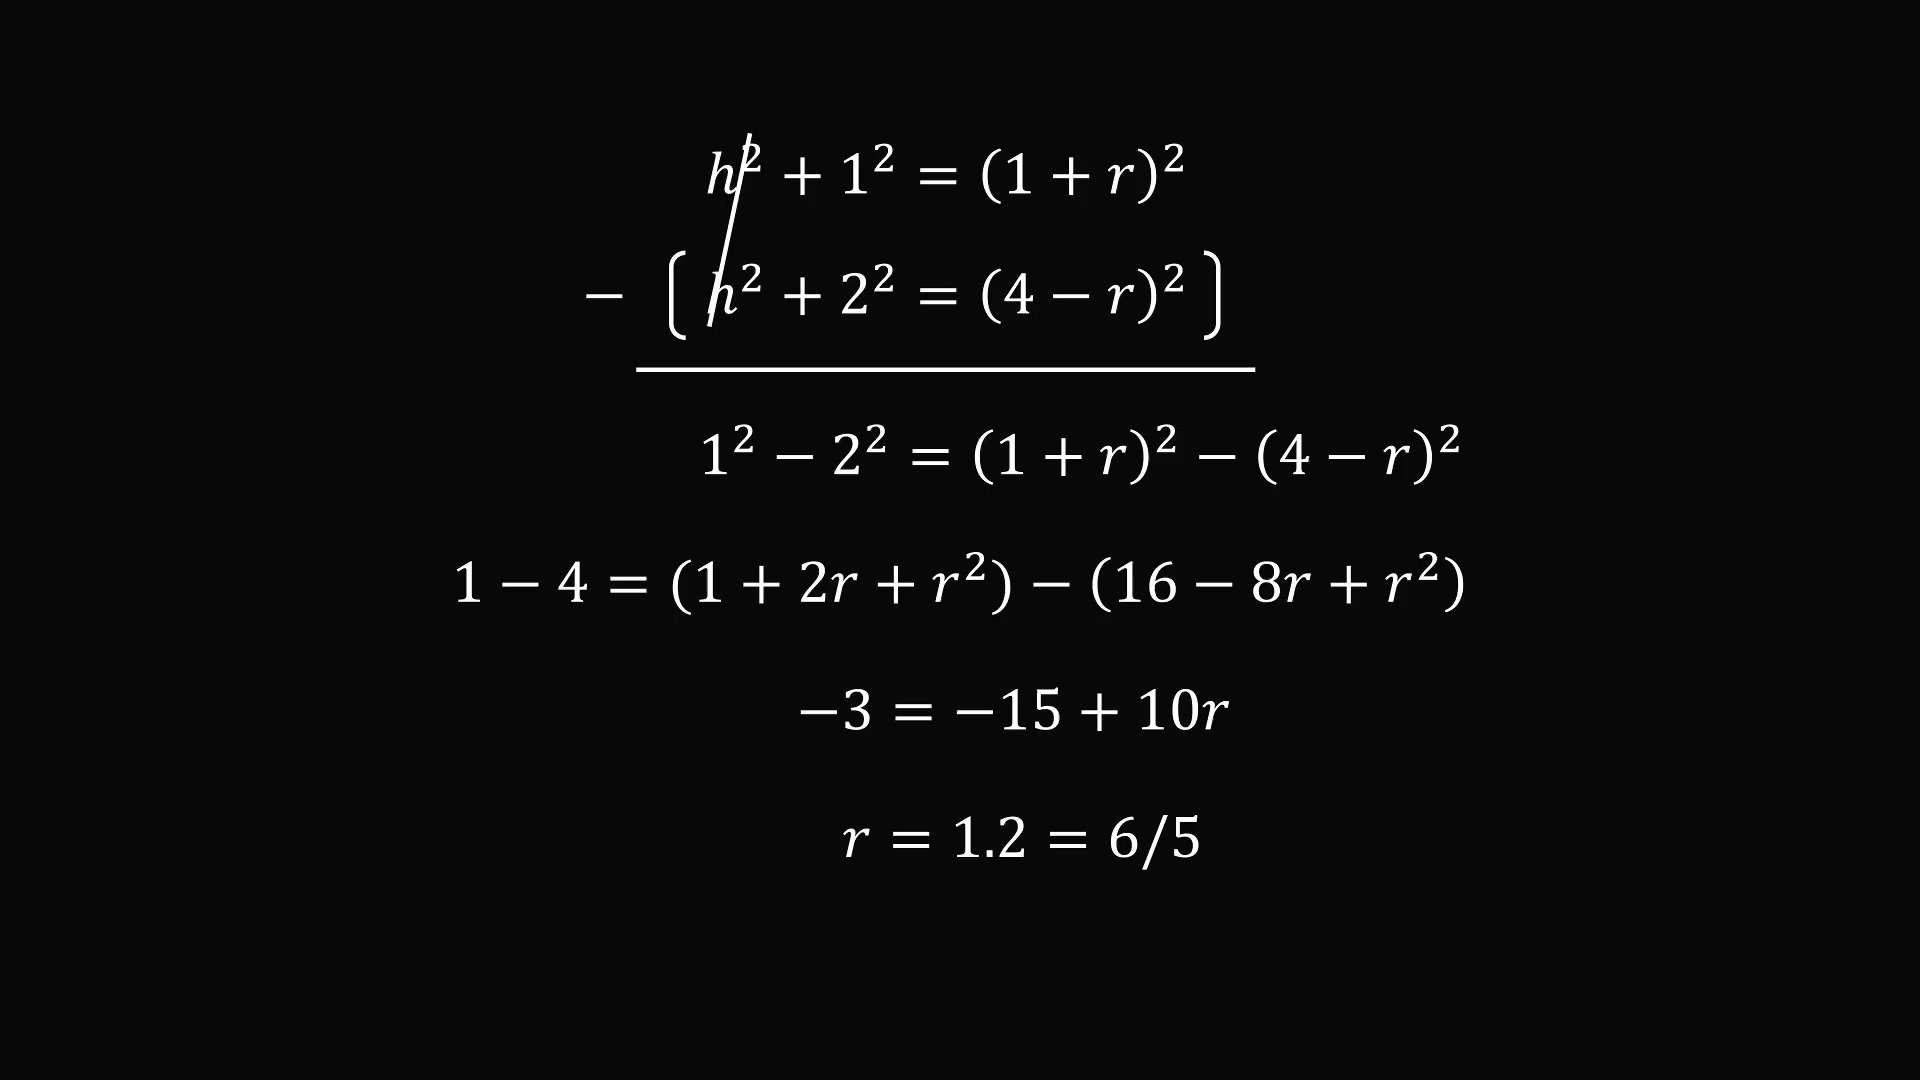 h² + 1² = (1 + r)²
− [ h² + 2² = (4 − r)² ]
1² − 2² = (1 + r)² − (4 − r)²
1 − 4 = (1 + 2r + r²) − (16 − 8r + r²)
−3 = −15 + 10r
r = 1.2 = 6/5